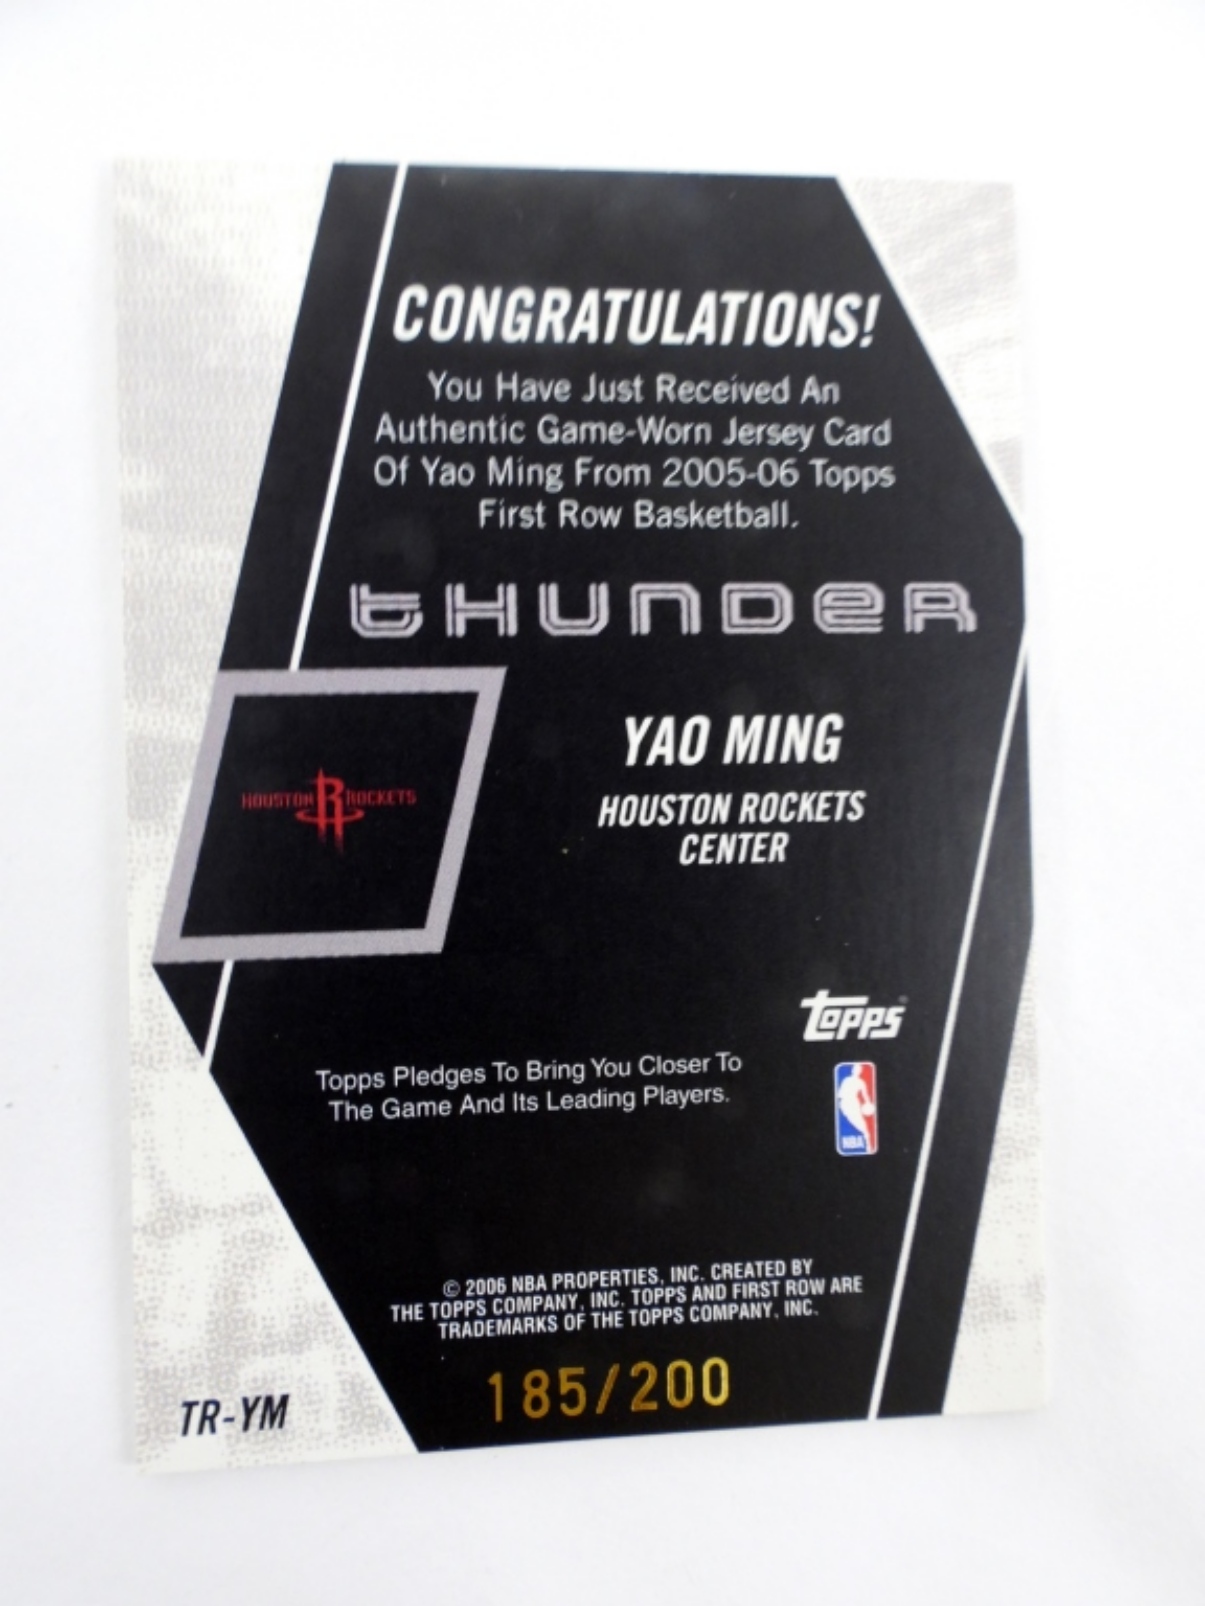 CONGRATULATIONS!
You Have Just Received An
Authentic Game-Worn Jersey Card
Of Yao Ming From 2005-06 Topps
First Row Basketball.
THUNDER
HOUSTON R ROCKETS
YAO MING
HOUSTON ROCKETS
CENTER
Topps
Topps Pledges To Bring You Closer To
The Game And Its Leading Players.
NBA
© 2006 NBA PROPERTIES, INC. CREATED BY
THE TOPPS COMPANY, INC. TOPPS AND FIRST ROW ARE
TRADEMARKS OF THE TOPPS COMPANY, INC.
185/200
TR-YM